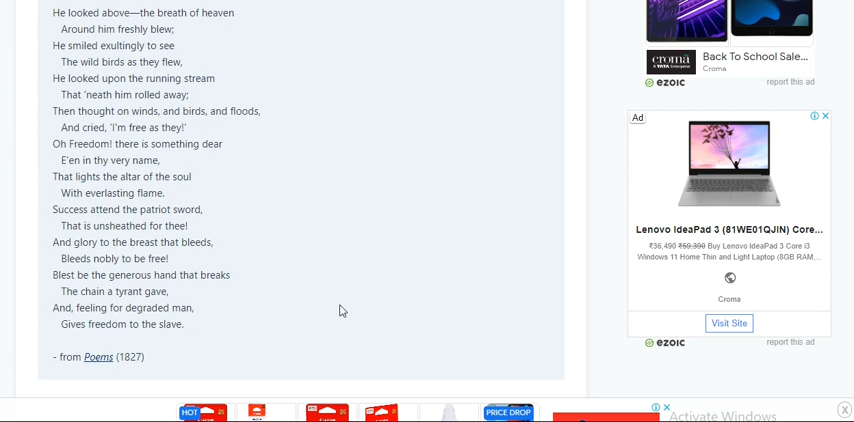 He looked above—the breath of heaven
Around him freshly blew;
He smiled exultingly to see
The wild birds as they flew,
He looked upon the running stream
That 'neath him rolled away;
Then thought on winds, and birds, and floods,
And cried, 'I'm free as they!'
Oh Freedom! there is something dear
E'en in thy very name,
That lights the altar of the soul
With everlasting flame.
Success attend the patriot sword,
That is unsheathed for thee!
And glory to the breast that bleeds,
Bleeds nobly to be free!
Blest be the generous hand that breaks
The chain a tyrant gave,
And, feeling for degraded man,
Gives freedom to the slave.
- from Poems (1827)
croma
A TATA Enterprise
Back To School Sale...
Croma
ezoic
report this ad
Ad
Lenovo IdeaPad 3 (81WE01QJIN) Core...
₹36,490 ₹59,390 Buy Lenovo IdeaPad 3 Core i3
Windows 11 Home Thin and Light Laptop (8GB RAM,...
Croma
Visit Site
ezoic
report this ad
HOT
PRICE DROP
Activate Windows